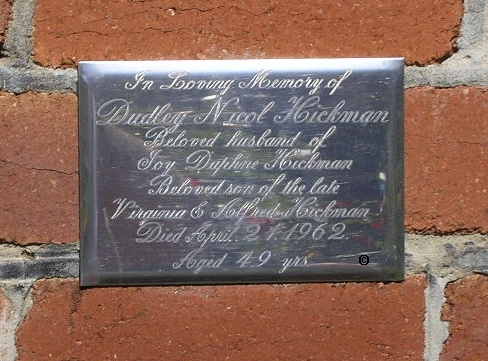 In Loving Memory of
Dudley Nicol Hickman
Beloved husband of
Joy Daphne Hickman
Beloved son of the late
Virginia & Alfred Hickman
Died April. 21.1962.
Aged 49 yrs ©